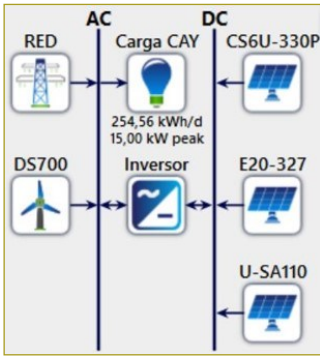 AC DC
RED Carga CAY CS6U-330P
254,56 kWh/d
15,00 kW peak
DS700 Inversor E20-327
U-SA110